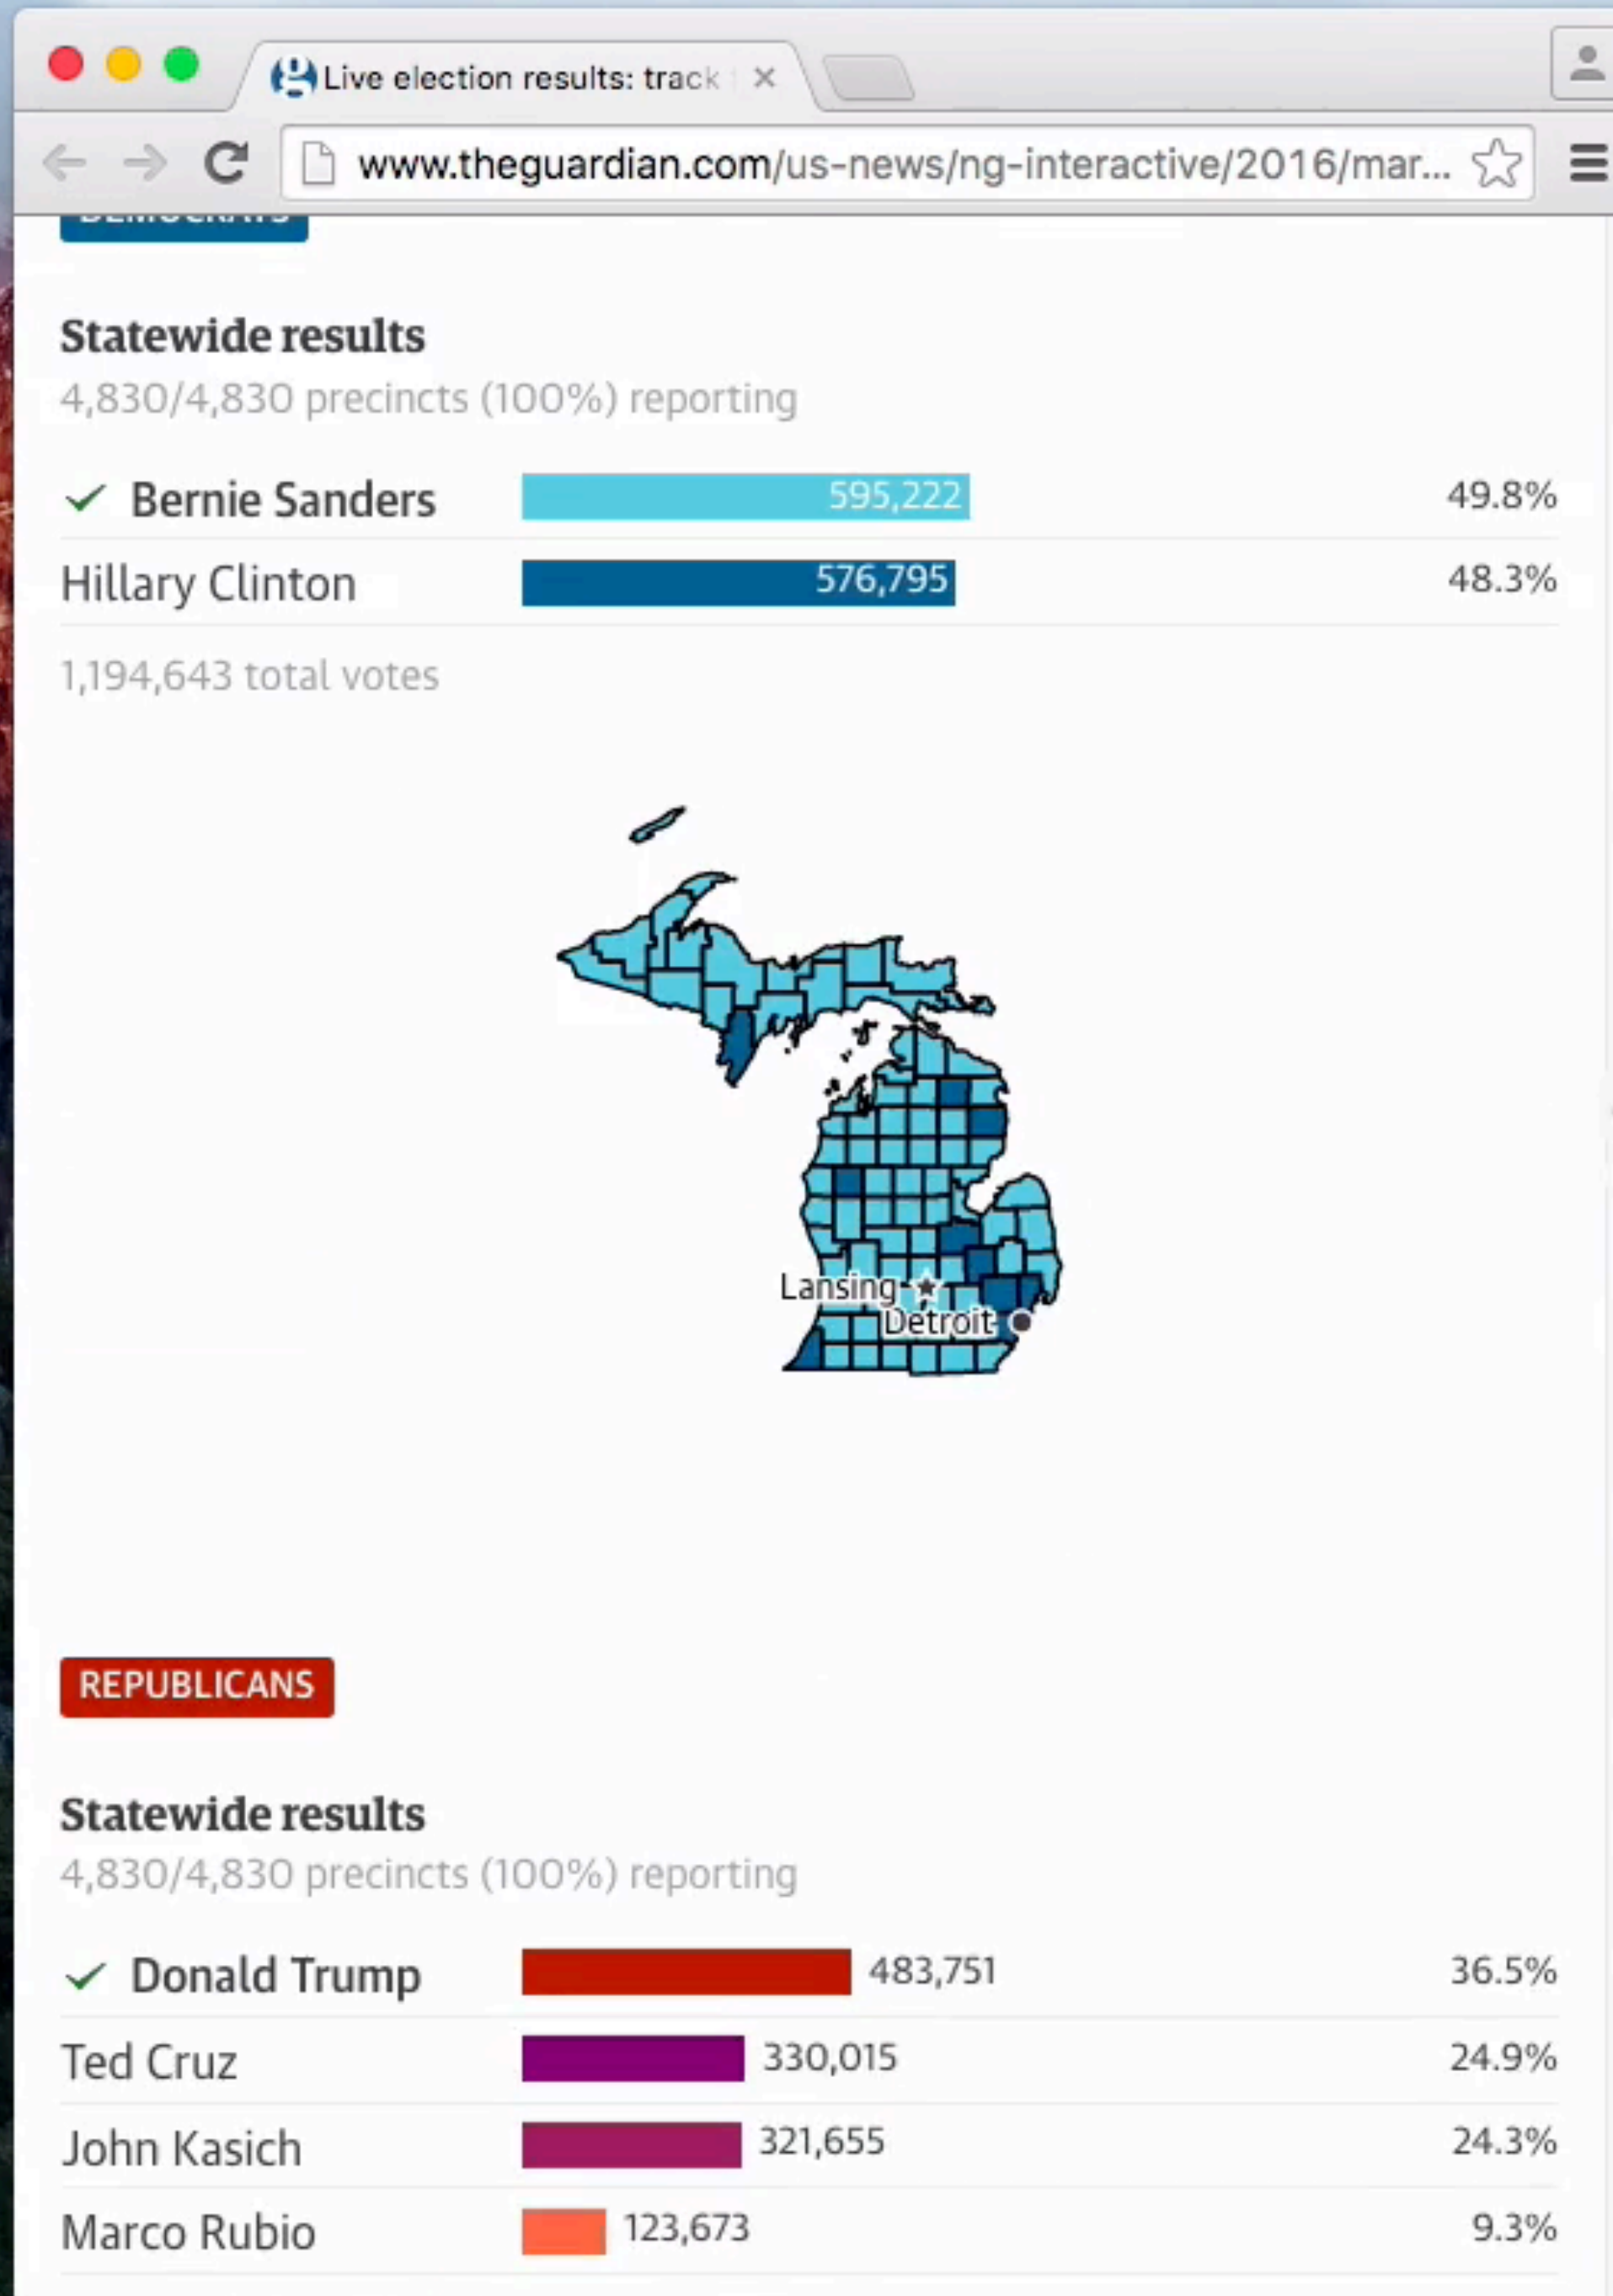 Live election results: track
www.theguardian.com/us-news/ng-interactive/2016/mar...
DEMOCRATS
Statewide results
4,830/4,830 precincts (100%) reporting
Bernie Sanders 595,222 49.8%
Hillary Clinton 576,795 48.3%
1,194,643 total votes
Lansing
Detroit
REPUBLICANS
Statewide results
4,830/4,830 precincts (100%) reporting
Donald Trump 483,751 36.5%
Ted Cruz 330,015 24.9%
John Kasich 321,655 24.3%
Marco Rubio 123,673 9.3%